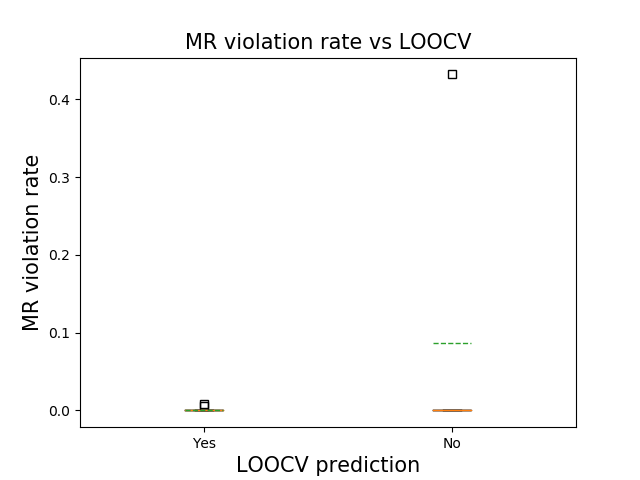 MR violation rate vs LOOCV
MR violation rate
0.4
0.3
0.2
0.1
0.0
Yes
No
LOOCV prediction